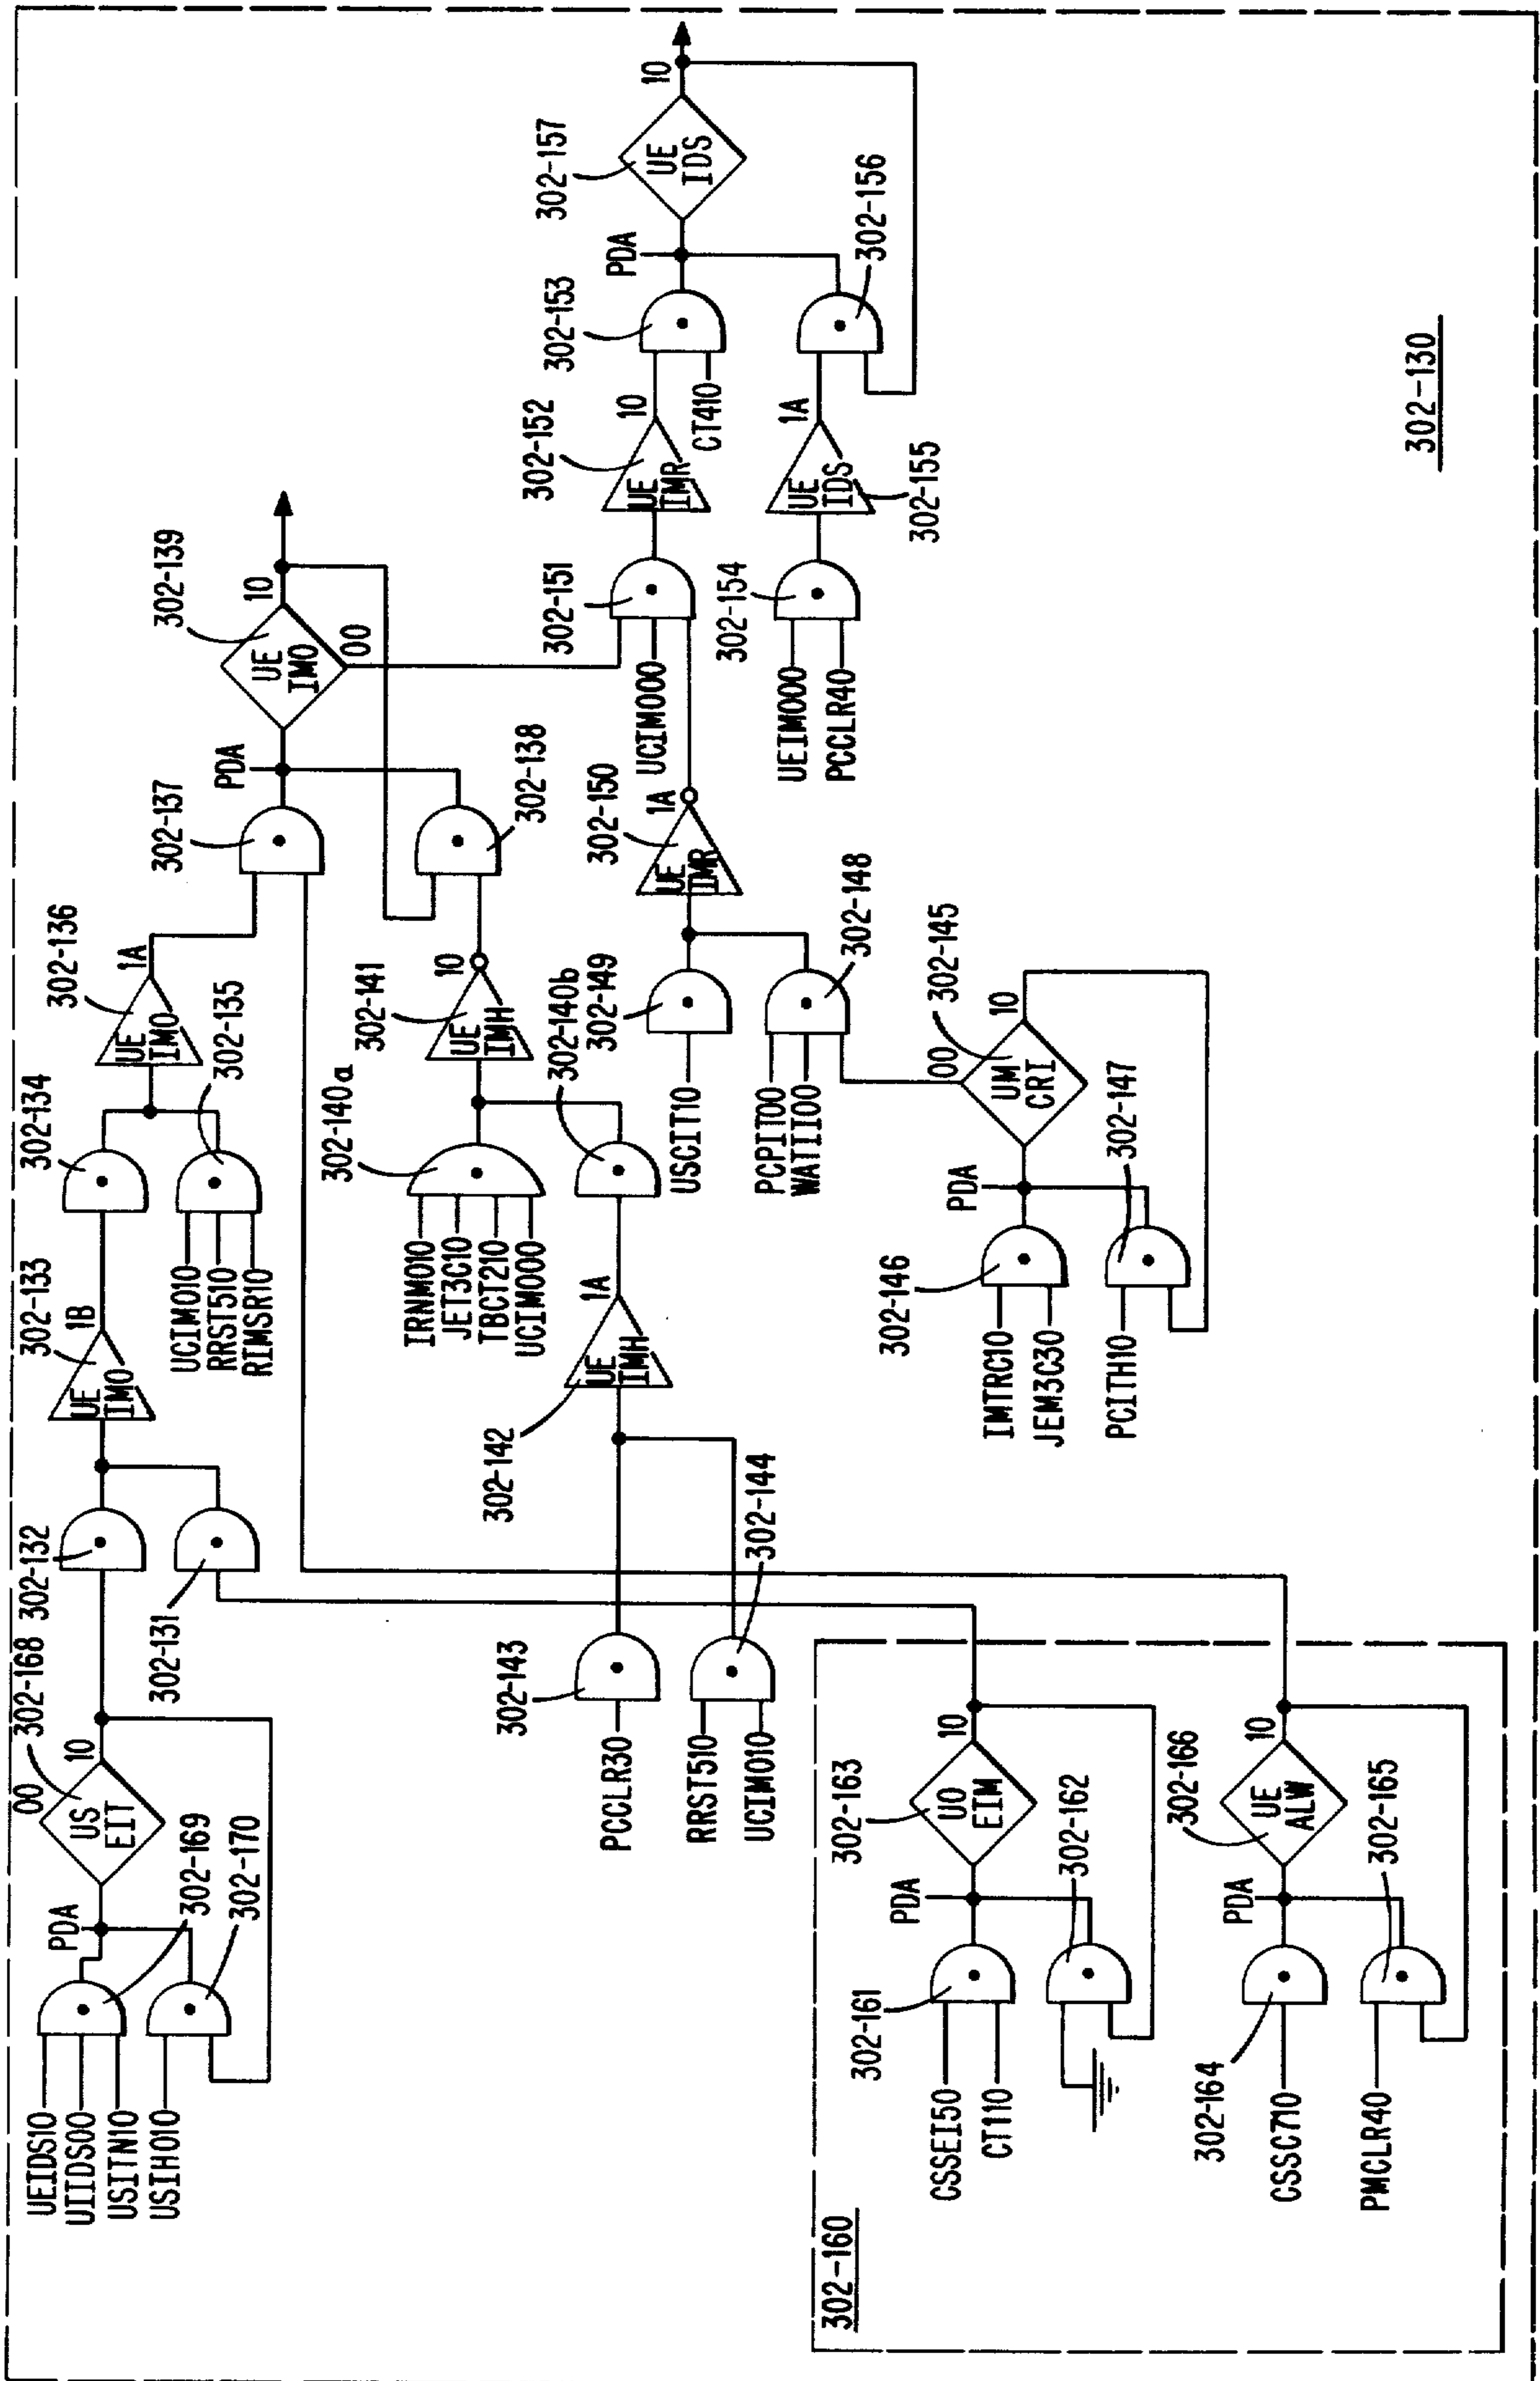 302-139
10
UE
IMO
00
PDA
302-137
302-138
302-136
1A
UE
IMO
302-135
302-134
302-133
1B
UE
IMO
UCIM010
RRST510
RIMSR10
302-132
302-131
00
302-168
10
US
EIT
PDA
302-169
302-170
UEIDS10
UIIDS00
USITN10
USIH010
10
302-157
UE
IDS
PDA
302-153
302-156
302-152
10
UE
IMR
CT410
1A
UE
IDS
302-155
302-151
302-154
UCIM000
UEIM000
PCCLR40
302-150
1A
UE
IMR
302-141
10
UE
IMH
302-140b
302-149
302-148
302-140a
IRNM010
JET3C10
TBCT210
UCIM000
USCIT10
PCPIT00
WATII00
302-145
10
00
UM
CRI
PDA
302-147
302-146
IMTRC10
JEM3C30
PCITH10
1A
UE
IMH
302-142
302-144
302-143
PCCLR30
RRST510
UCIM010
10
302-163
UO
EIM
PDA
302-162
302-161
CSSEI50
CT110
10
302-166
UE
ALW
PDA
302-165
302-164
CSSC710
PMCLR40
302-160
302-130